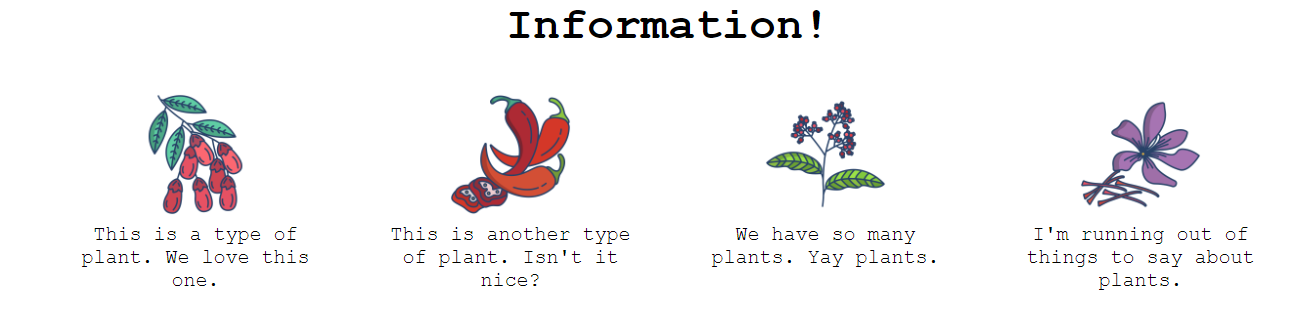 Information!
This is a type of
plant. We love this
one.
This is another type
of plant. Isn't it
nice?
We have so many
plants. Yay plants.
I'm running out of
things to say about
plants.